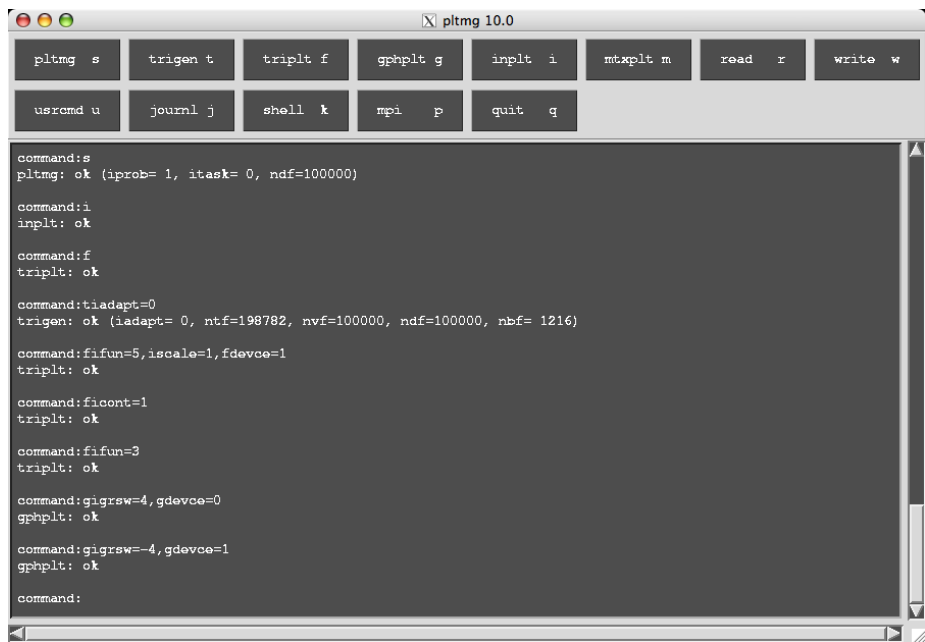 X pltmg 10.0
pltmg s
trigen t
triplt f
gphplt g
inplt i
mtxplt m
read r
write w
usrcmd u
journl j
shell k
mpi p
quit q
command:s
pltmg: ok (iprob= 1, itask= 0, ndf=100000)
command:i
inplt: ok
command:f
triplt: ok
command:tiadapt=0
trigen: ok (iadapt= 0, ntf=198782, nvf=100000, ndf=100000, nbf= 1216)
command:fifun=5,iscale=1,fdevce=1
triplt: ok
command:ficont=1
triplt: ok
command:fifun=3
triplt: ok
command:gigrsw=4,gdevce=0
gphplt: ok
command:gigrsw=-4,gdevce=1
gphplt: ok
command: